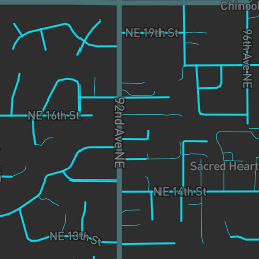 Chinook
NE 19th St
96th Ave NE
92nd Ave NE
NE 16th St
Sacred Heart
NE 14th St
NE 13th St